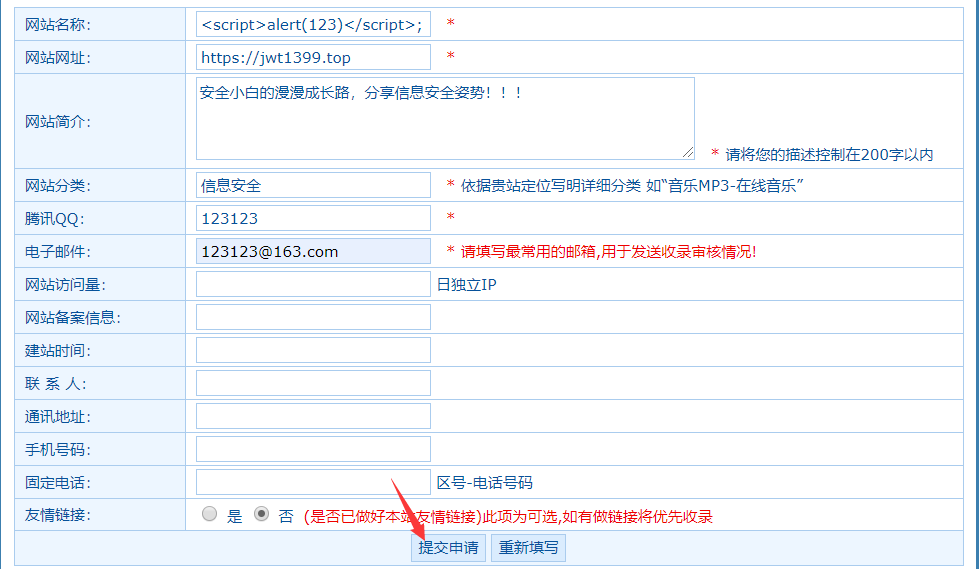 网站名称： <script>alert(123)</script>; *
网站网址： https://jwt1399.top *
网站简介： 安全小白的漫漫成长路，分享信息安全姿势！！！ * 请将您的描述控制在200字以内
网站分类： 信息安全 * 依据贵站定位写明详细分类 如“音乐MP3-在线音乐”
腾讯QQ： 123123 *
电子邮件： 123123@163.com * 请填写最常用的邮箱,用于发送收录审核情况!
网站访问量： 日独立IP
网站备案信息：
建站时间：
联 系 人：
通讯地址：
手机号码：
固定电话： 区号-电话号码
友情链接： 是 否 (是否已做好本站友情链接)此项为可选,如有做链接将优先收录
提交申请 重新填写